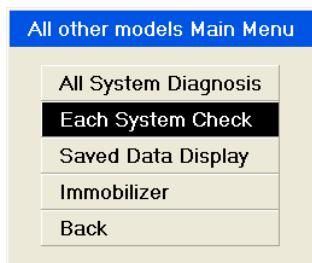 All other models Main Menu
All System Diagnosis
Each System Check
Saved Data Display
Immobilizer
Back